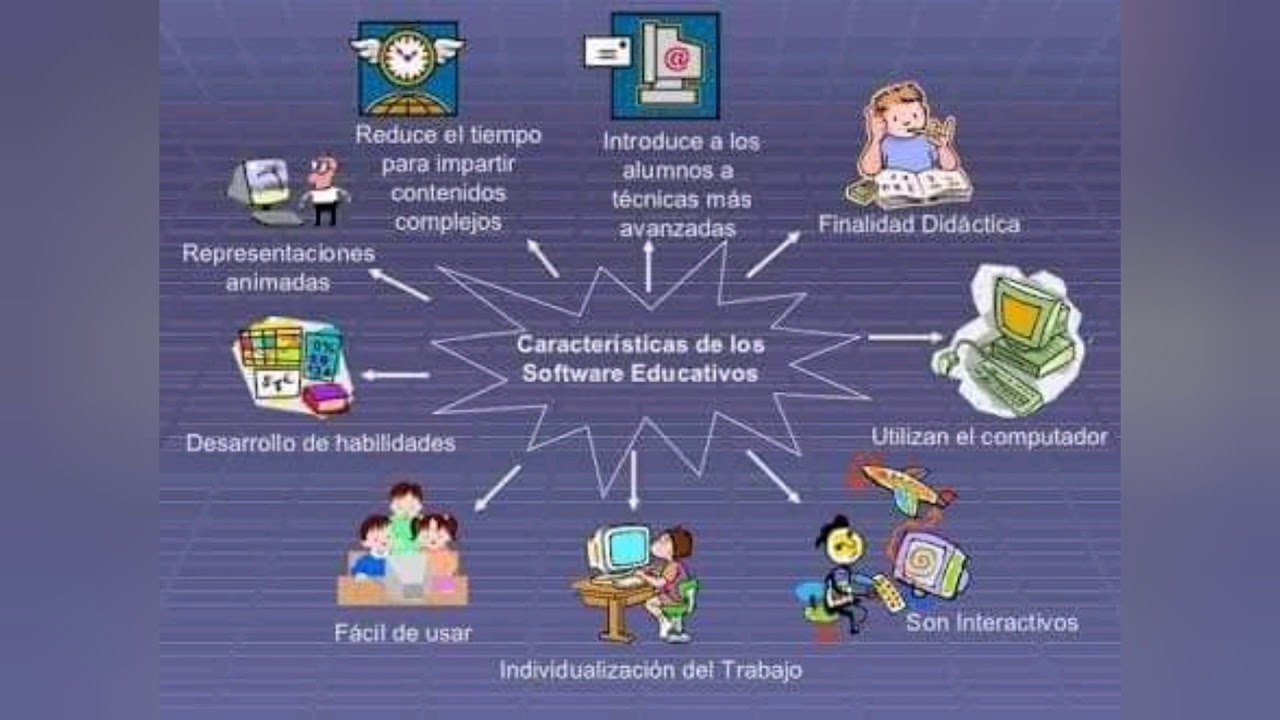 Reduce el tiempo
para impartir
contenidos
complejos
Introduce a los
alumnos a
técnicas más
avanzadas
Finalidad Didáctica
Representaciones
animadas
Características de los
Software Educativos
Utilizan el computador
Desarrollo de habilidades
Fácil de usar
Individualización del Trabajo
Son Interactivos